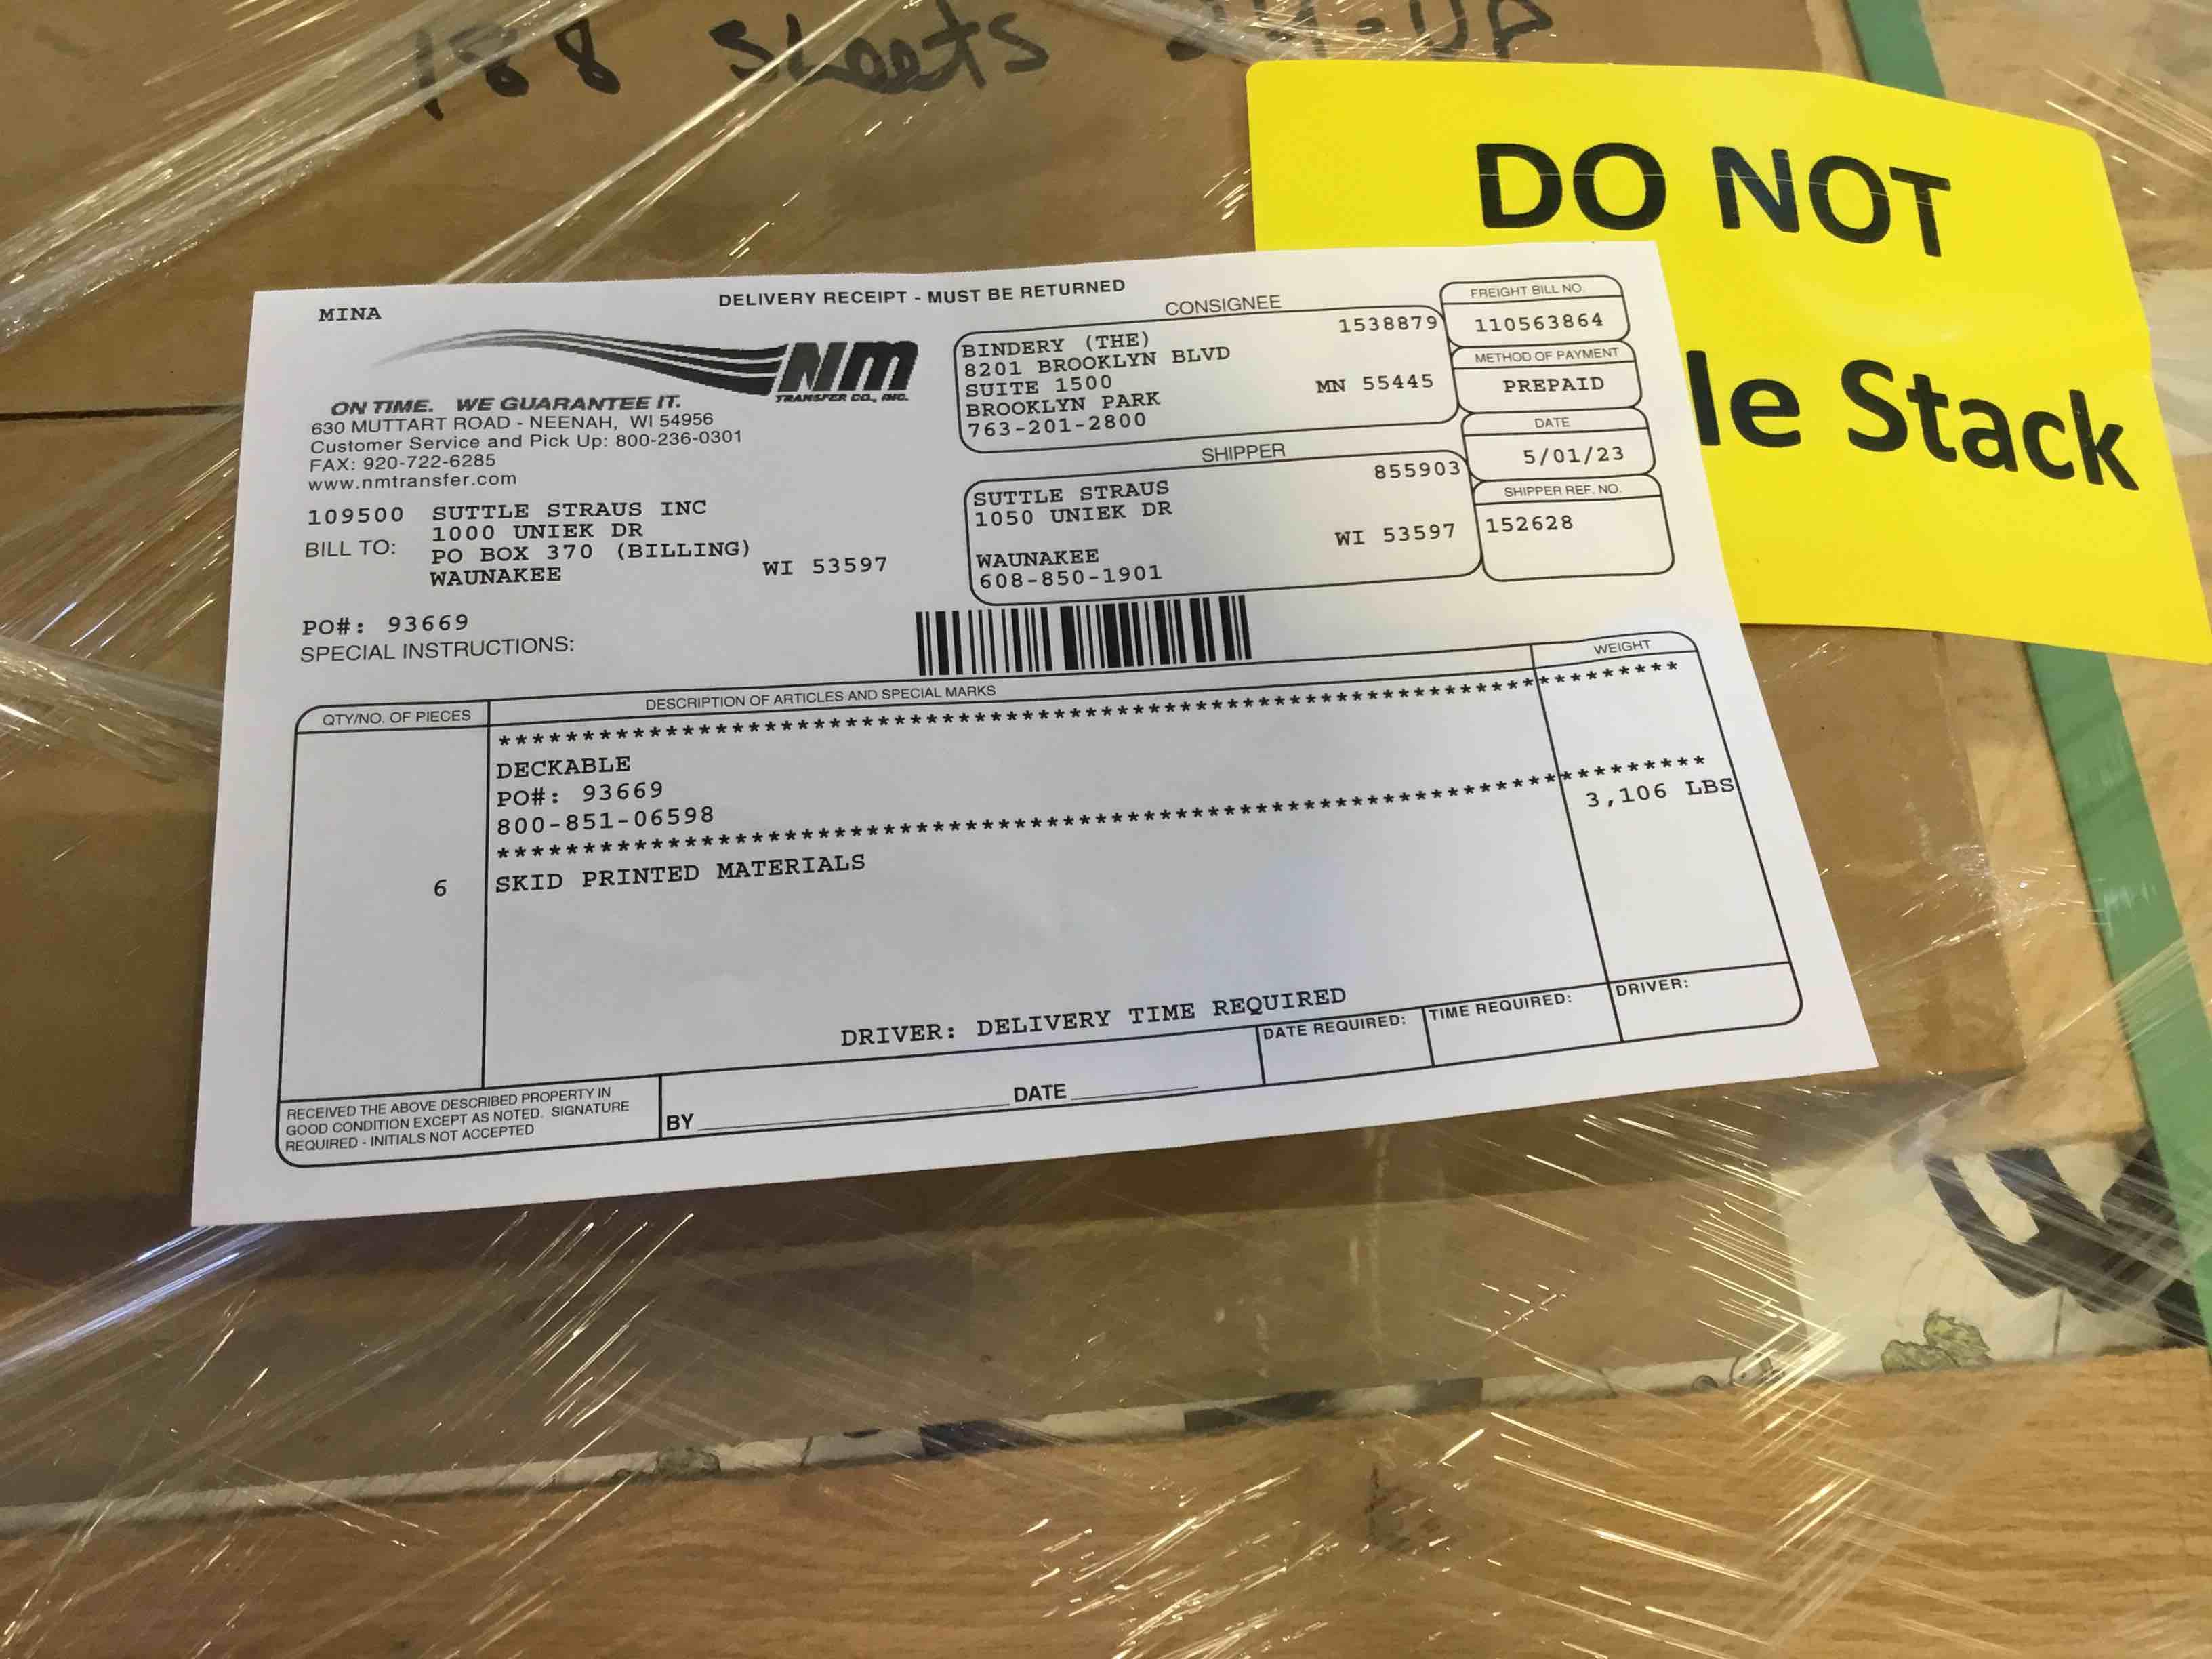 188 sheets
DO NOT
le Stack
MINA
DELIVERY RECEIPT - MUST BE RETURNED
NM
TRANSFER CO., INC.
ON TIME. WE GUARANTEE IT.
630 MUTTART ROAD - NEENAH, WI 54956
Customer Service and Pick Up: 800-236-0301
FAX: 920-722-6285
www.nmtransfer.com
109500 SUTTLE STRAUS INC
1000 UNIEK DR
BILL TO: PO BOX 370 (BILLING)
WAUNAKEE WI 53597
PO#: 93669
SPECIAL INSTRUCTIONS:
CONSIGNEE
1538879
BINDERY (THE)
8201 BROOKLYN BLVD
SUITE 1500
BROOKLYN PARK MN 55445
763-201-2800
SHIPPER
855903
SUTTLE STRAUS
1050 UNIEK DR
WAUNAKEE WI 53597
608-850-1901
FREIGHT BILL NO.
110563864
METHOD OF PAYMENT
PREPAID
DATE
5/01/23
SHIPPER REF. NO.
152628
QTY/NO. OF PIECES DESCRIPTION OF ARTICLES AND SPECIAL MARKS WEIGHT
DECKABLE
PO#: 93669
800-851-06598
3,106 LBS
6 SKID PRINTED MATERIALS
DRIVER: DELIVERY TIME REQUIRED
RECEIVED THE ABOVE DESCRIBED PROPERTY IN
GOOD CONDITION EXCEPT AS NOTED. SIGNATURE
REQUIRED - INITIALS NOT ACCEPTED
BY DATE
DATE REQUIRED: TIME REQUIRED: DRIVER: